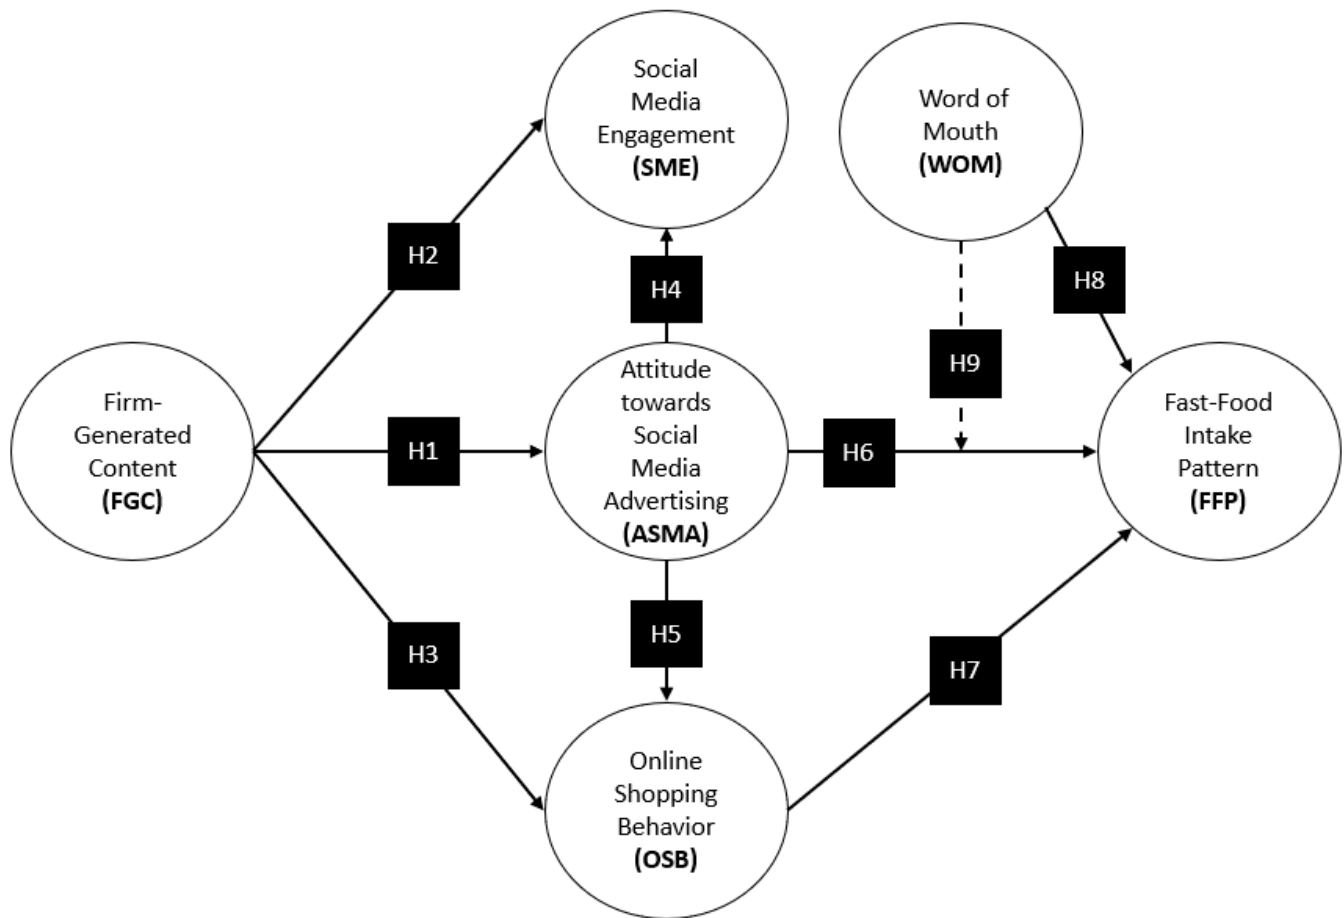 Social
Media
Engagement
(SME)
Word of
Mouth
(WOM)
H2
H4
H8
H9
Firm-
Generated
Content
(FGC)
H1
Attitude
towards
Social
Media
Advertising
(ASMA)
H6
Fast-Food
Intake
Pattern
(FFP)
H3
H5
H7
Online
Shopping
Behavior
(OSB)